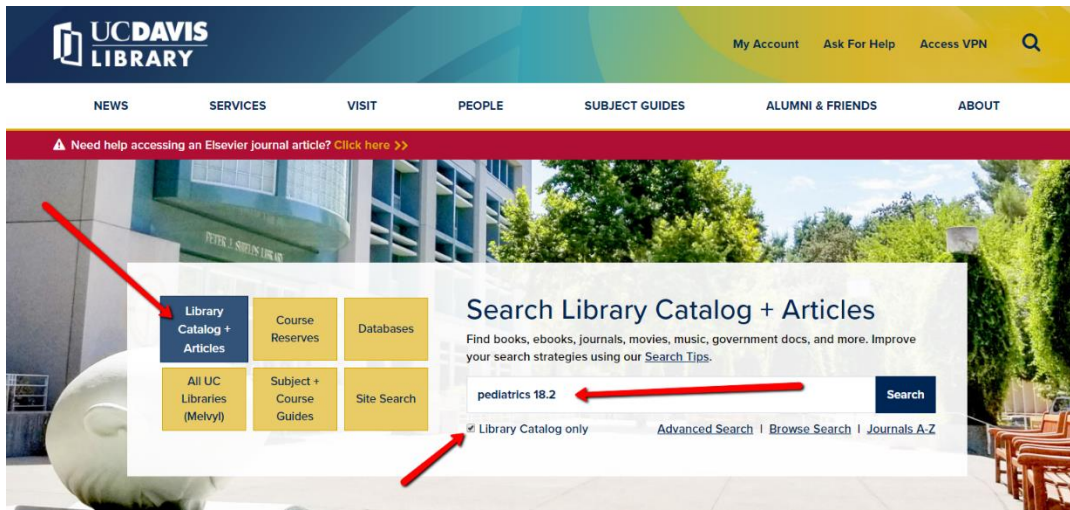 UCDAVIS
LIBRARY
My Account Ask For Help Access VPN
NEWS SERVICES VISIT PEOPLE SUBJECT GUIDES ALUMNI & FRIENDS ABOUT
Need help accessing an Elsevier journal article? Click here >>
PETER J. SHIELDS LIBRARY
Library
Catalog +
Articles
Course
Reserves
Databases
All UC
Libraries
(Melvyl)
Subject +
Course
Guides
Site Search
Search Library Catalog + Articles
Find books, ebooks, journals, movies, music, government docs, and more. Improve
your search strategies using our Search Tips.
pediatrics 18.2
Search
Library Catalog only
Advanced Search | Browse Search | Journals A-Z